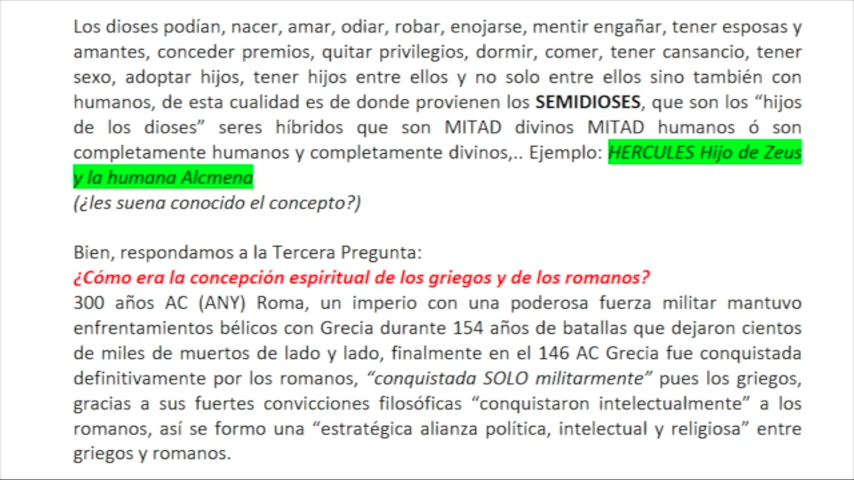 Los dioses podían, nacer, amar, odiar, robar, enojarse, mentir engañar, tener esposas y
amantes, conceder premios, quitar privilegios, dormir, comer, tener cansancio, tener
sexo, adoptar hijos, tener hijos entre ellos y no solo entre ellos sino también con
humanos, de esta cualidad es de donde provienen los SEMIDIOSES, que son los “hijos
de los dioses” seres híbridos que son MITAD divinos MITAD humanos ó son
completamente humanos y completamente divinos,.. Ejemplo: HERCULES Hijo de Zeus
y la humana Alcmena
(¿les suena conocido el concepto?)
Bien, respondamos a la Tercera Pregunta:
¿Cómo era la concepción espiritual de los griegos y de los romanos?
300 años AC (ANY) Roma, un imperio con una poderosa fuerza militar mantuvo
enfrentamientos bélicos con Grecia durante 154 años de batallas que dejaron cientos
de miles de muertos de lado y lado, finalmente en el 146 AC Grecia fue conquistada
definitivamente por los romanos, “conquistada SOLO militarmente” pues los griegos,
gracias a sus fuertes convicciones filosóficas “conquistaron intelectualmente” a los
romanos, así se formo una “estratégica alianza política, intelectual y religiosa” entre
griegos y romanos.